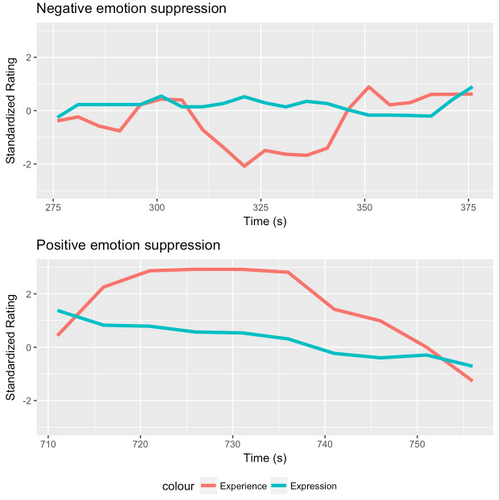 Negative emotion suppression
Standardized Rating
2
0
-2
275 300 325 350 375
Time (s)
Positive emotion suppression
Standardized Rating
2
0
-2
710 720 730 740 750
Time (s)
colour Experience Expression